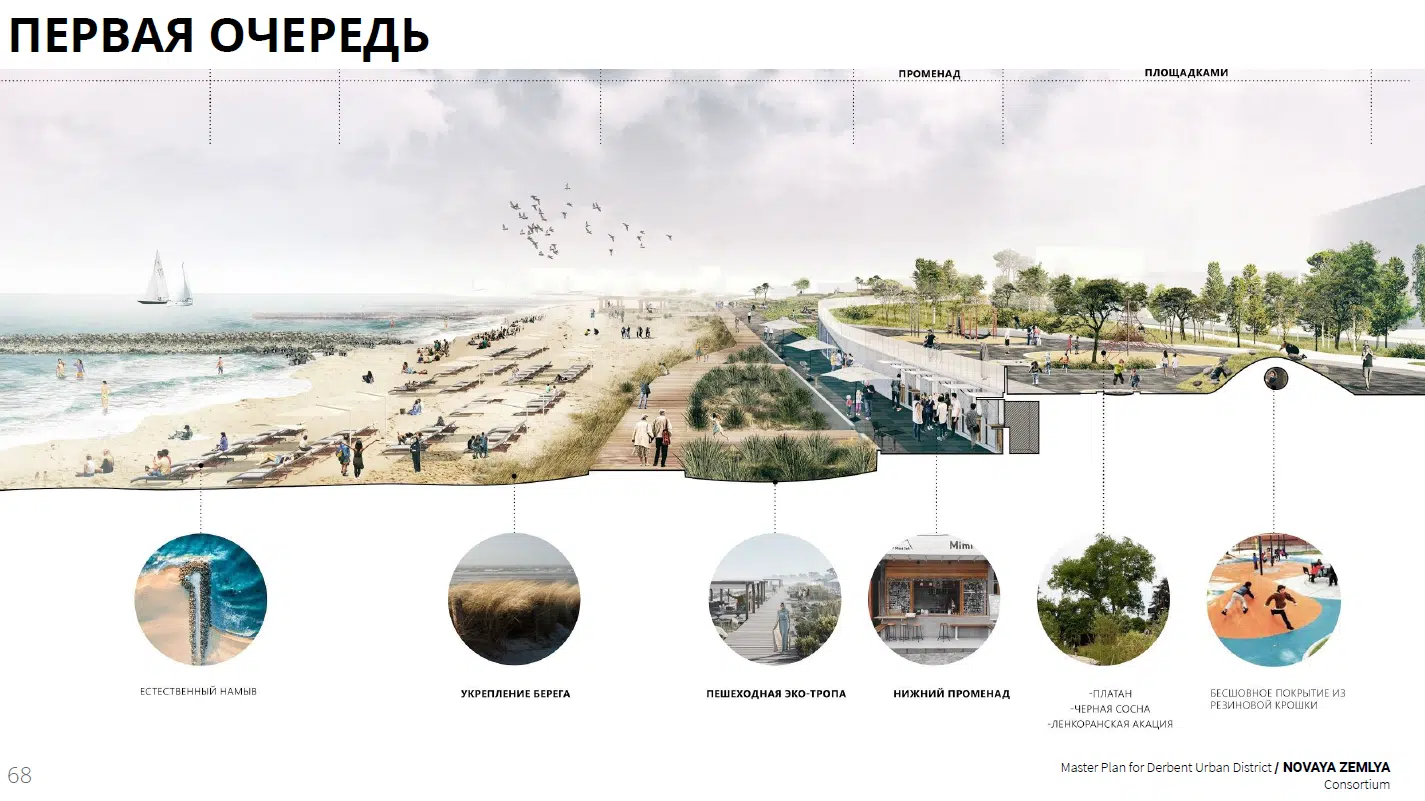 ПЕРВАЯ ОЧЕРЕДЬ
ПРОМЕНАД
ПЛОЩАДКАМИ
Mimi
ЕСТЕСТВЕННЫЙ НАМЫВ
УКРЕПЛЕНИЕ БЕРЕГА
ПЕШЕХОДНАЯ ЭКО-ТРОПА
НИЖНИЙ ПРОМЕНАД
-ПЛАТАН
-ЧЕРНАЯ СОСНА
-ЛЕНКОРАНСКАЯ АКАЦИЯ
БЕСШОВНОЕ ПОКРЫТИЕ ИЗ
РЕЗИНОВОЙ КРОШКИ
68
Master Plan for Derbent Urban District / NOVAYA ZEMLYA
Consortium